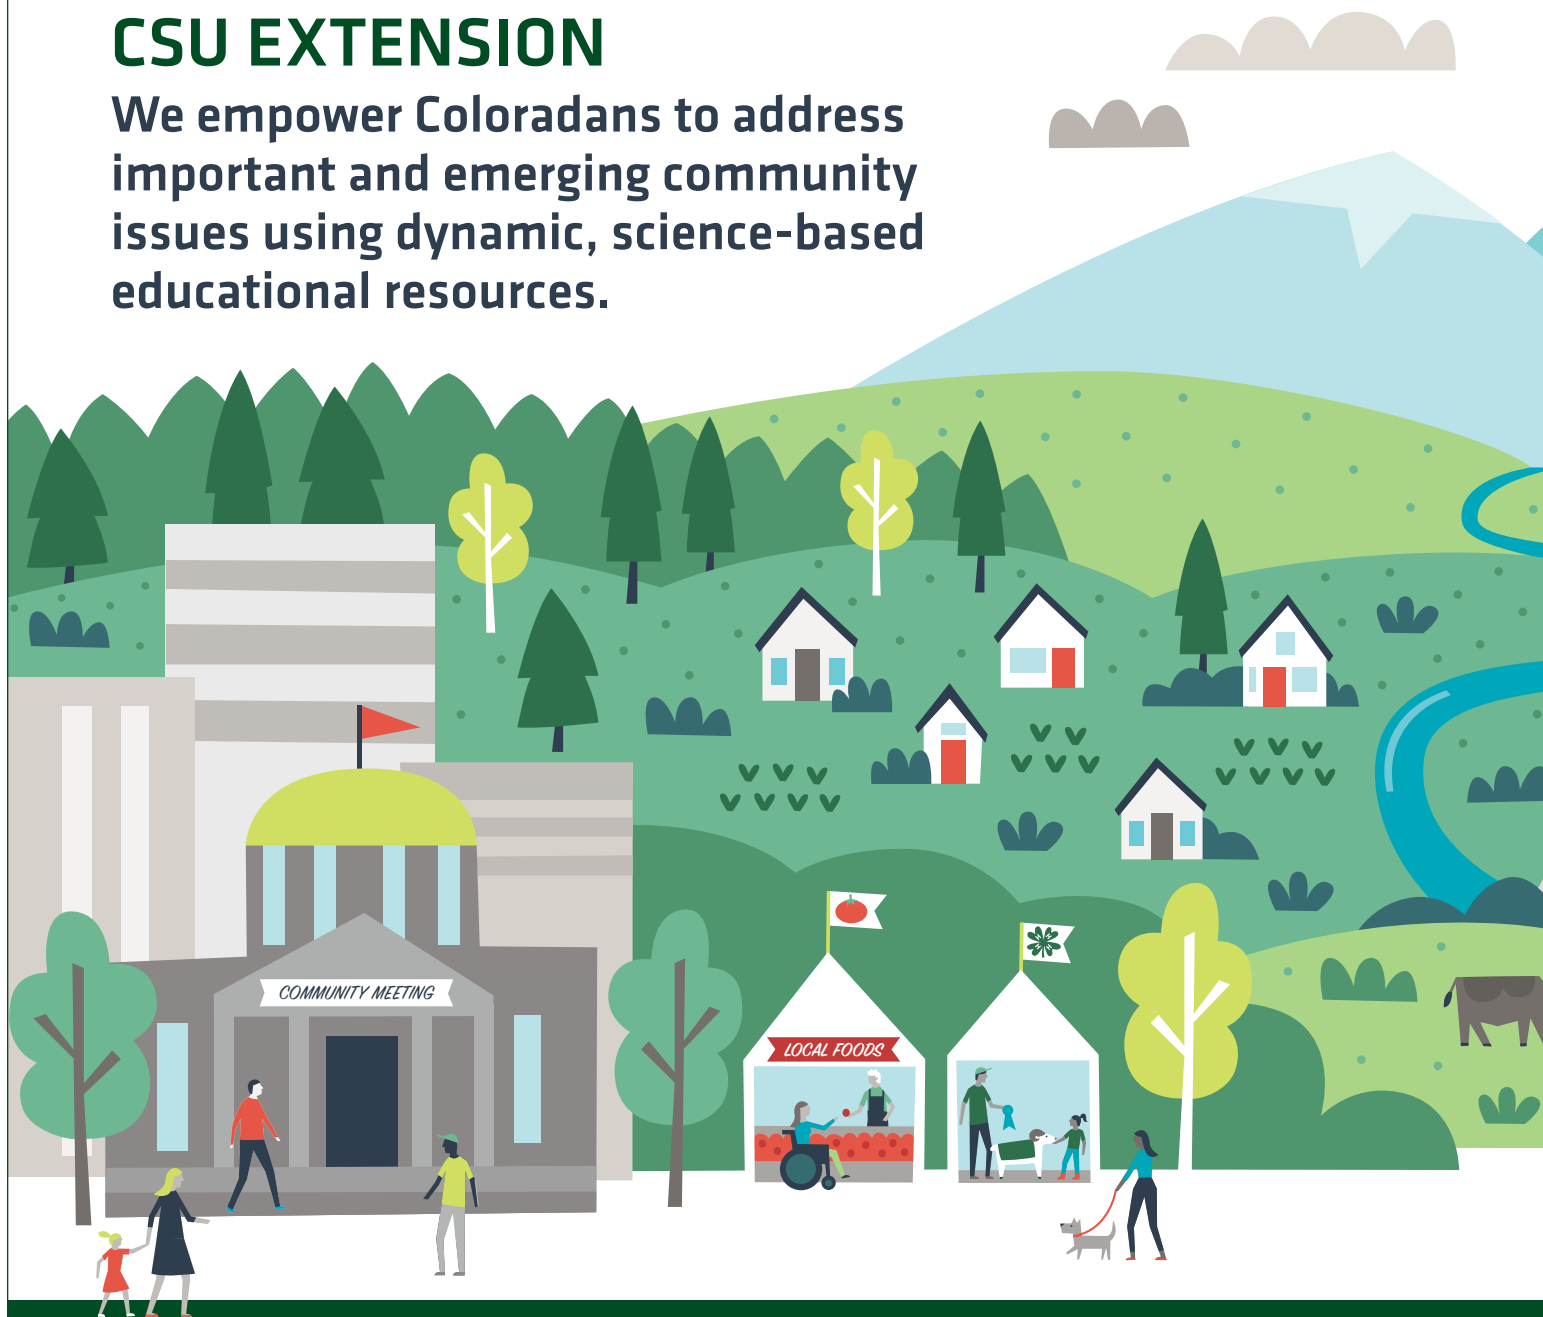 CSU EXTENSION
We empower Coloradans to address
important and emerging community
issues using dynamic, science-based
educational resources.
COMMUNITY MEETING
LOCAL FOODS